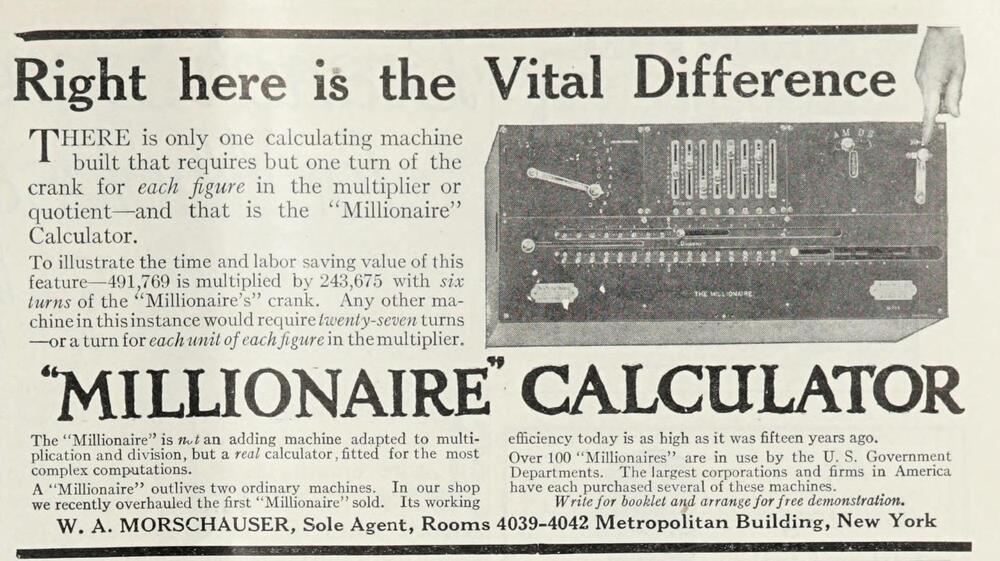 Right here is the Vital Difference
THERE is only one calculating machine
built that requires but one turn of the
crank for each figure in the multiplier or
quotient—and that is the "Millionaire"
Calculator.
To illustrate the time and labor saving value of this
feature—491,769 is multiplied by 243,675 with six
turns of the "Millionaire's" crank. Any other ma-
chine in this instance would require twenty-seven turns
—or a turn for each unit of each figure in the multiplier.
A M D S
THE MILLIONAIRE
"MILLIONAIRE" CALCULATOR
The "Millionaire" is not an adding machine adapted to multi-
plication and division, but a real calculator, fitted for the most
complex computations.
A "Millionaire" outlives two ordinary machines. In our shop
we recently overhauled the first "Millionaire" sold. Its working
efficiency today is as high as it was fifteen years ago.
Over 100 "Millionaires" are in use by the U. S. Government
Departments. The largest corporations and firms in America
have each purchased several of these machines.
Write for booklet and arrange for free demonstration.
W. A. MORSCHAUSER, Sole Agent, Rooms 4039-4042 Metropolitan Building, New York